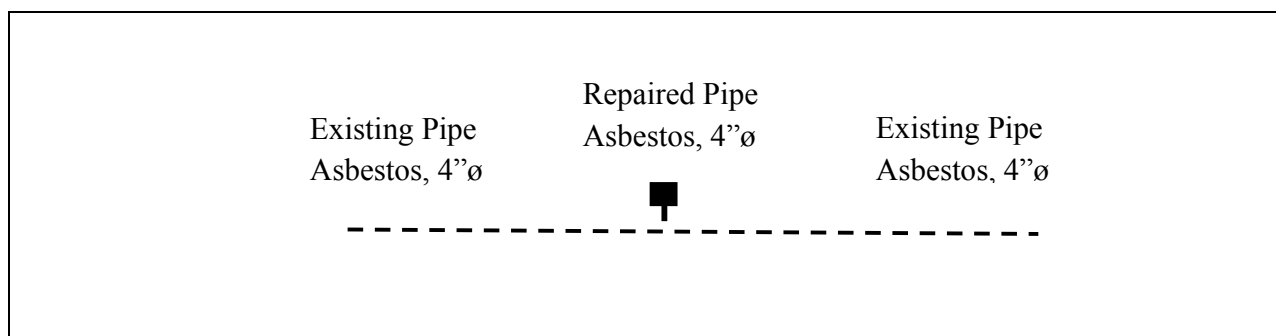 Existing Pipe
Asbestos, 4”ø
Repaired Pipe
Asbestos, 4”ø
Existing Pipe
Asbestos, 4”ø